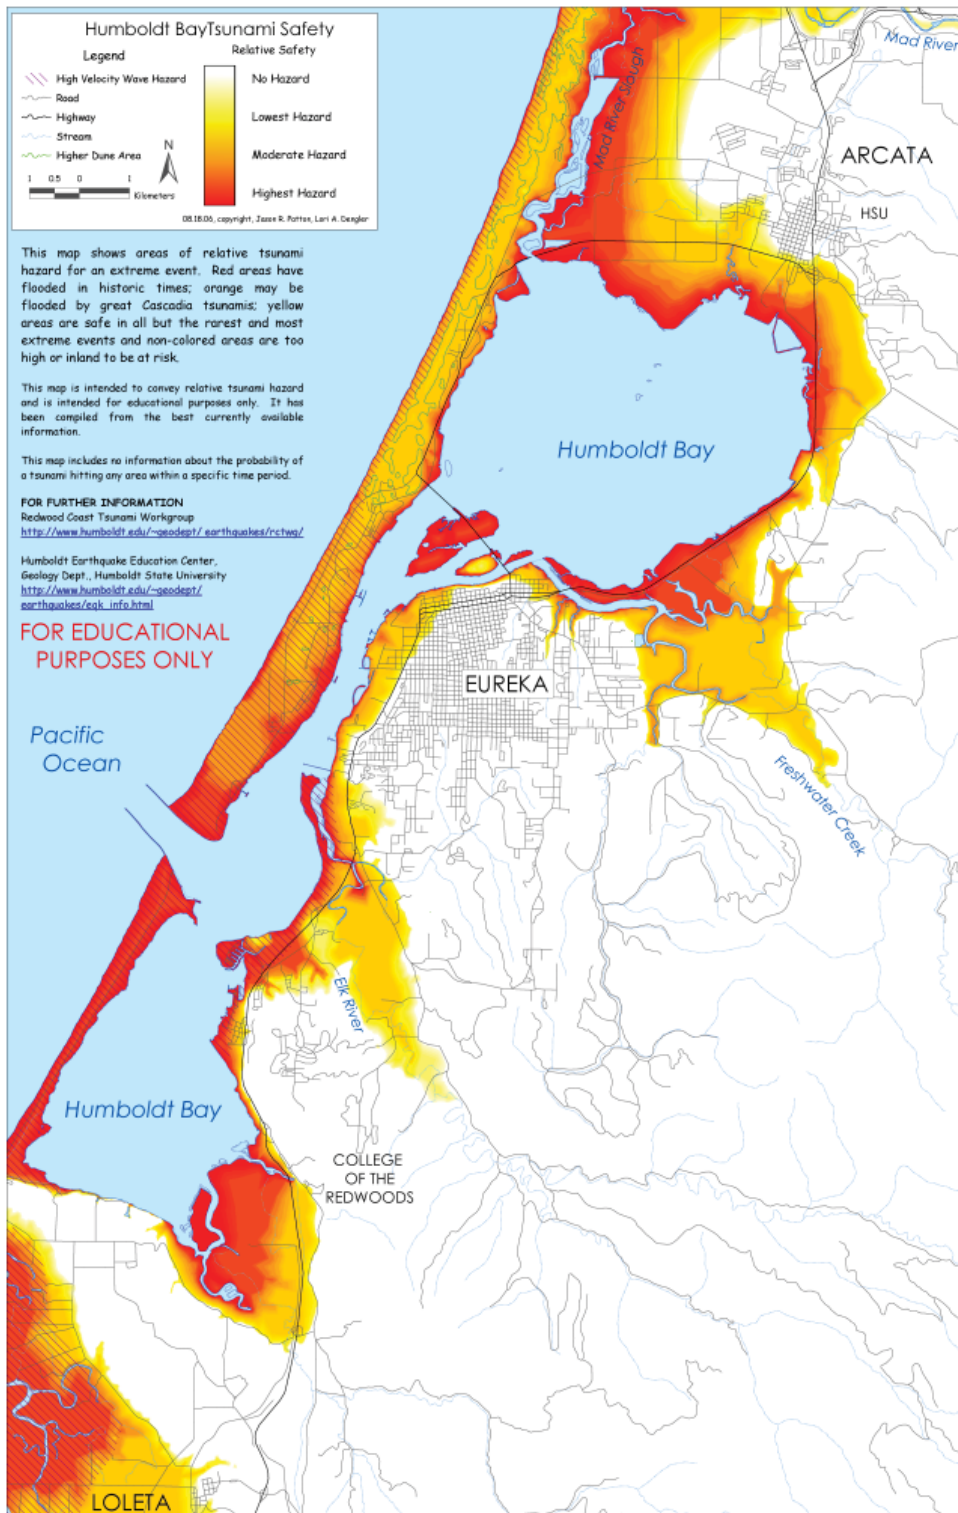 Humboldt BayTsunami Safety
Legend
High Velocity Wave Hazard
Road
Highway
Stream
Higher Dune Area
1 0.5 0 1
Kilometers
N
Relative Safety
No Hazard
Lowest Hazard
Moderate Hazard
Highest Hazard
08.18.06, copyright, Jason R. Patton, Lori A. Dengler
This map shows areas of relative tsunami
hazard for an extreme event. Red areas have
flooded in historic times; orange may be
flooded by great Cascadia tsunamis; yellow
areas are safe in all but the rarest and most
extreme events and non-colored areas are too
high or inland to be at risk.
This map is intended to convey relative tsunami hazard
and is intended for educational purposes only. It has
been compiled from the best currently available
information.
This map includes no information about the probability of
a tsunami hitting any area within a specific time period.
FOR FURTHER INFORMATION
Redwood Coast Tsunami Workgroup
http://www.humboldt.edu/~geodept/ earthquakes/rctwg/
Humboldt Earthquake Education Center,
Geology Dept., Humboldt State University
http://www.humboldt.edu/~geodept/
earthquakes/eqk_info.html
FOR EDUCATIONAL
PURPOSES ONLY
Mad River
Mad River Slough
ARCATA
HSU
Humboldt Bay
EUREKA
Pacific
Ocean
Freshwater Creek
Elk River
Humboldt Bay
COLLEGE
OF THE
REDWOODS
LOLETA